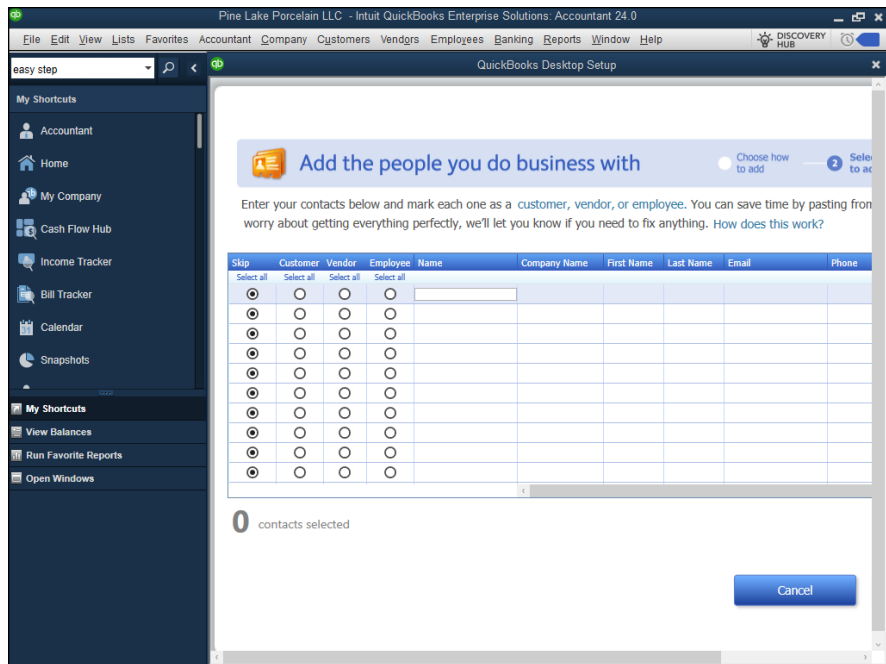 Pine Lake Porcelain LLC - Intuit QuickBooks Enterprise Solutions: Accountant 24.0
File Edit View Lists Favorites Accountant Company Customers Vendors Employees Banking Reports Window Help
DISCOVERY
HUB
easy step
QuickBooks Desktop Setup
My Shortcuts
Accountant
Home
My Company
Cash Flow Hub
Income Tracker
Bill Tracker
Calendar
Snapshots
My Shortcuts
View Balances
Run Favorite Reports
Open Windows
Add the people you do business with
Choose how
to add
2
Enter your contacts below and mark each one as a customer, vendor, or employee. You can save time by pasting from
worry about getting everything perfectly, we'll let you know if you need to fix anything. How does this work?
Skip Customer Vendor Employee Name Company Name First Name Last Name Email Phone
Select all Select all Select all Select all
0 contacts selected
Cancel